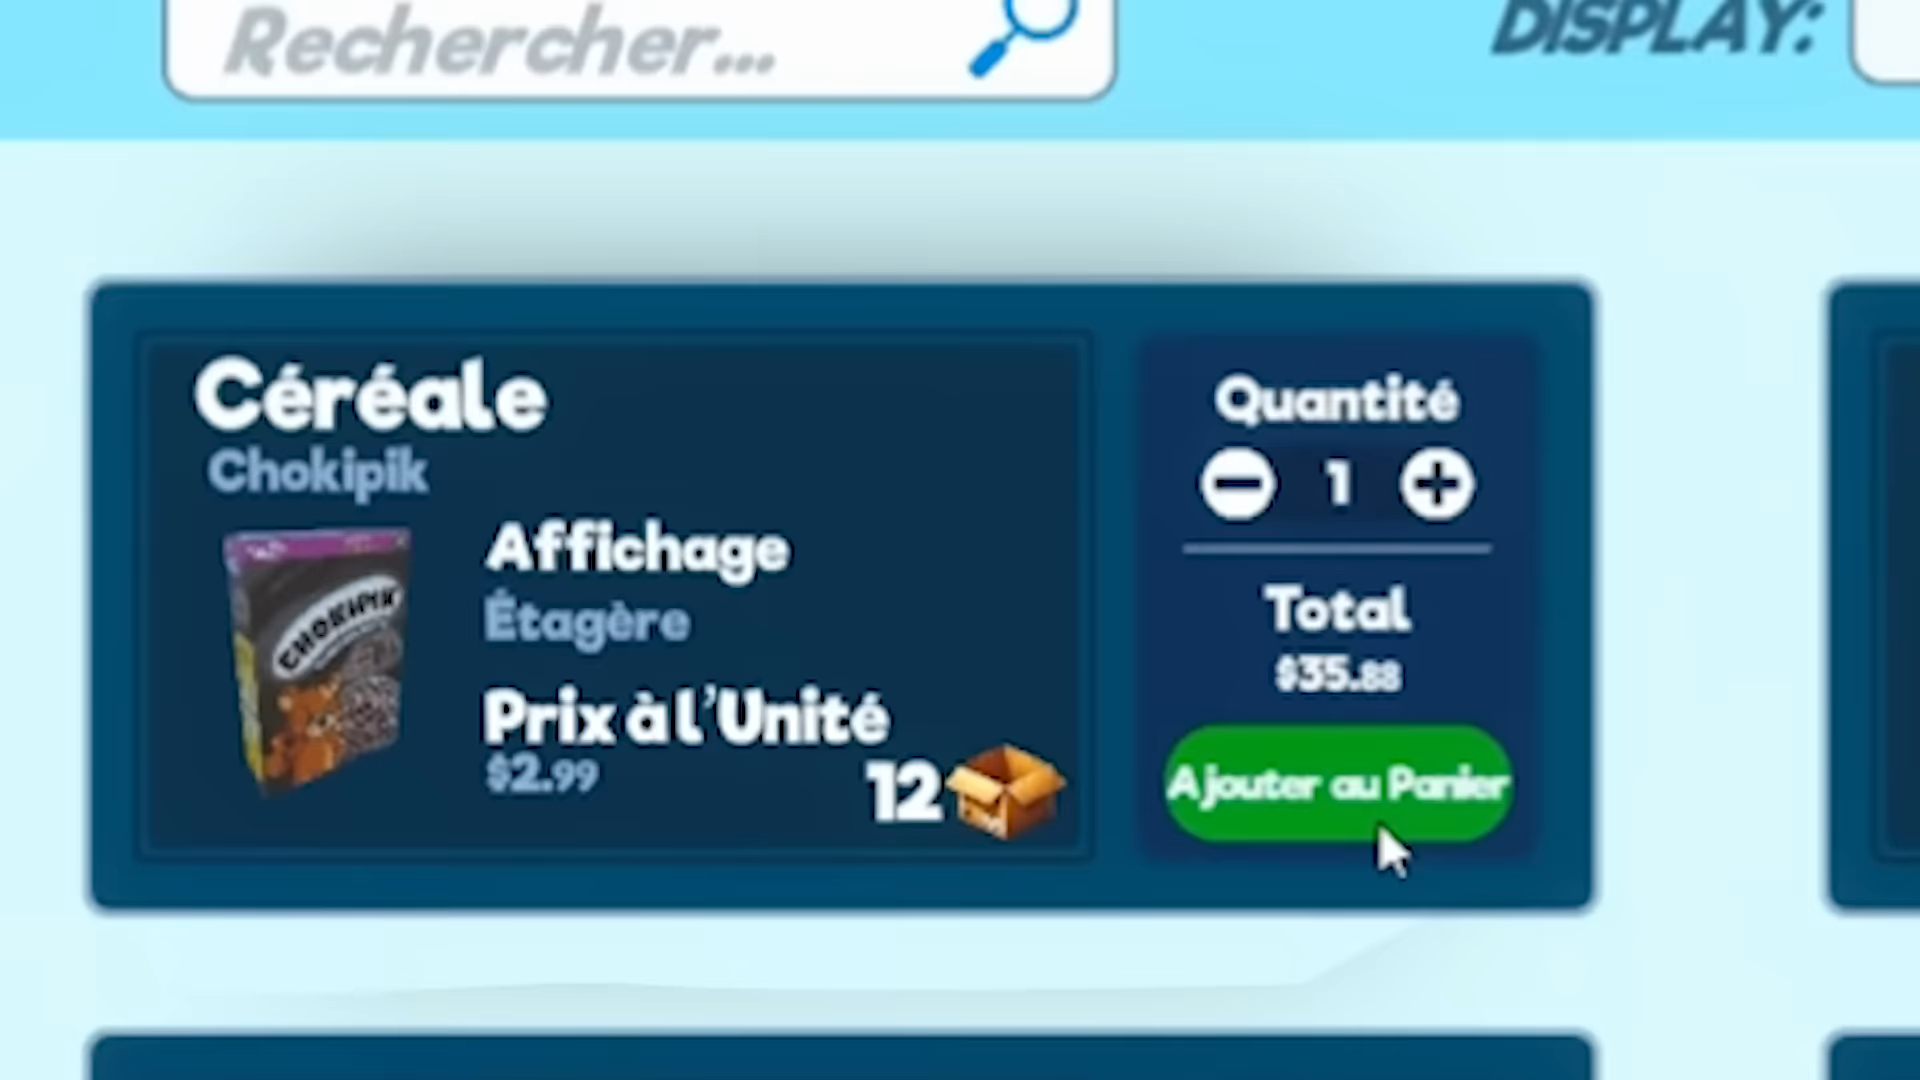 Rechercher...
DISPLAY:
Céréale
Chokipik
CHOKIPIK
Affichage
Étagère
Prix à l'Unité
$2.99
12
Quantité
1
Total
$35.88
Ajouter au Panier